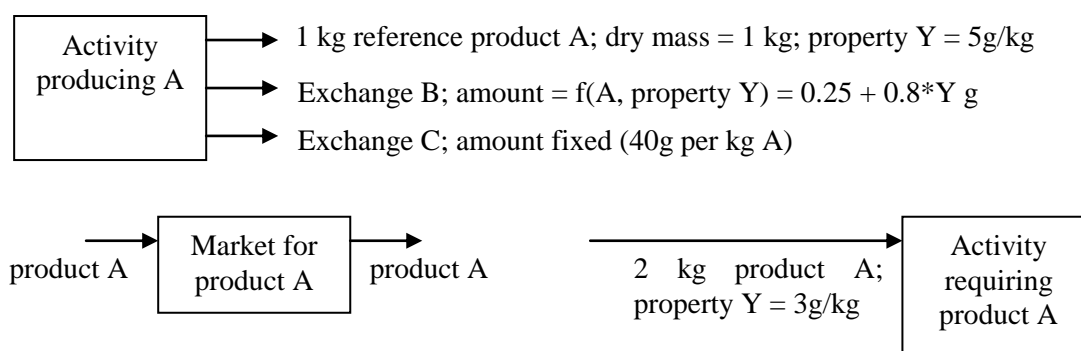 Activity
producing A
1 kg reference product A; dry mass = 1 kg; property Y = 5g/kg
Exchange B; amount = f(A, property Y) = 0.25 + 0.8*Y g
Exchange C; amount fixed (40g per kg A)
product A
Market for
product A
product A
2 kg product A;
property Y = 3g/kg
Activity
requiring
product A